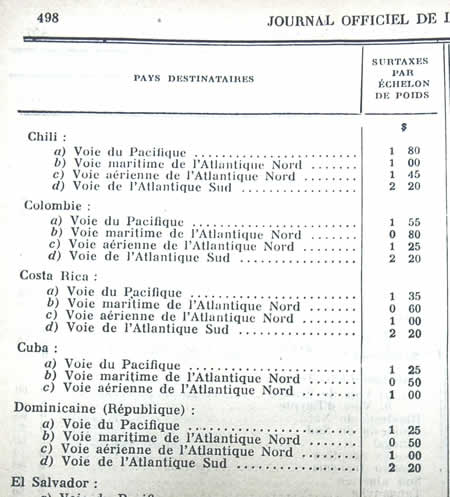 498 JOURNAL OFFICIEL DE
PAYS DESTINATAIRES
SURTAXES
PAR
ÉCHELON
DE POIDS
$
Chili :
a) Voie du Pacifique .................. 1 80
b) Voie maritime de l'Atlantique Nord ....... 1 00
c) Voie aérienne de l'Atlantique Nord ........ 1 45
d) Voie de l'Atlantique Sud ................ 2 20
Colombie :
a) Voie du Pacifique .................. 1 55
b) Voie maritime de l'Atlantique Nord ....... 0 80
c) Voie aérienne de l'Atlantique Nord ........ 1 25
d) Voie de l'Atlantique Sud ................ 2 20
Costa Rica :
a) Voie du Pacifique .................. 1 35
b) Voie maritime de l'Atlantique Nord ....... 0 60
c) Voie aérienne de l'Atlantique Nord ........ 1 00
d) Voie de l'Atlantique Sud ................ 2 20
Cuba :
a) Voie du Pacifique .................. 1 25
b) Voie maritime de l'Atlantique Nord ....... 0 50
c) Voie aérienne de l'Atlantique Nord ........ 1 00
Dominicaine (République) :
a) Voie du Pacifique .................. 1 25
b) Voie maritime de l'Atlantique Nord ....... 0 50
c) Voie aérienne de l'Atlantique Nord ........ 1 00
d) Voie de l'Atlantique Sud ................ 2 20
El Salvador :